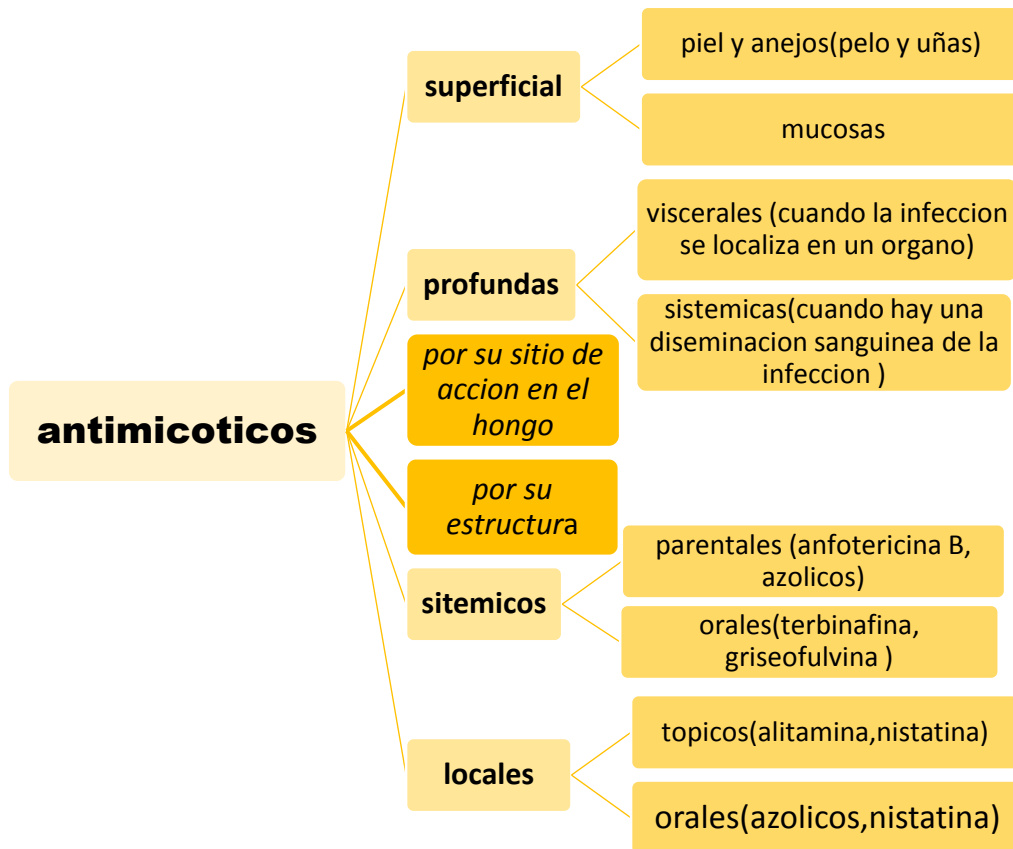 antimicoticos
superficial
piel y anejos(pelo y uñas)
mucosas
profundas
viscerales (cuando la infeccion
se localiza en un organo)
sistemicas(cuando hay una
diseminacion sanguinea de la
infeccion )
por su sitio de
accion en el
hongo
por su
estructura
sitemicos
parentales (anfotericina B,
azolicos)
orales(terbinafina,
griseofulvina )
locales
topicos(alitamina,nistatina)
orales(azolicos,nistatina)